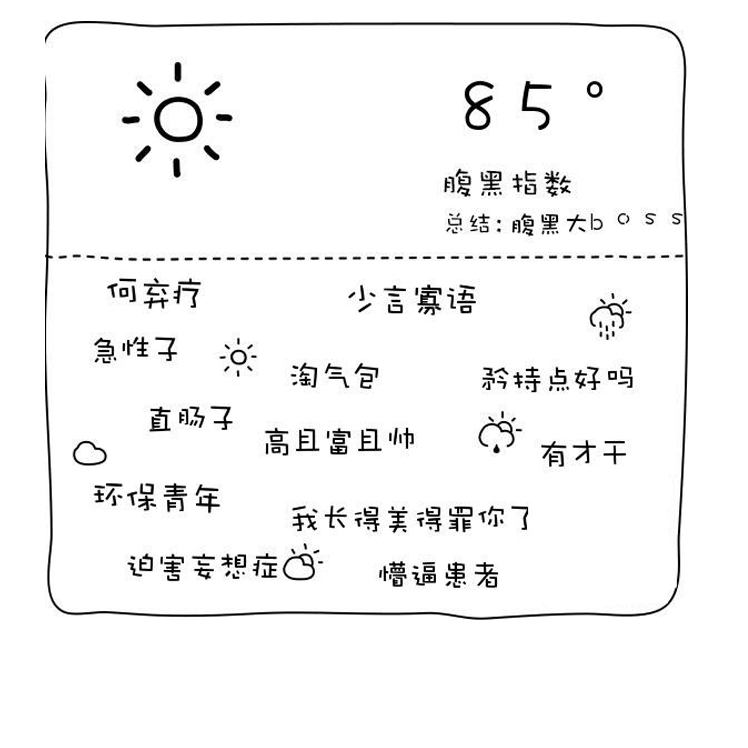 85°
腹黑指数
总结:腹黑大boss
何弃疗
少言寡语
急性子
淘气包
矜持点好吗
直肠子
高且富且帅
有才干
环保青年
我长得美得罪你了
迫害妄想症
懵逼患者